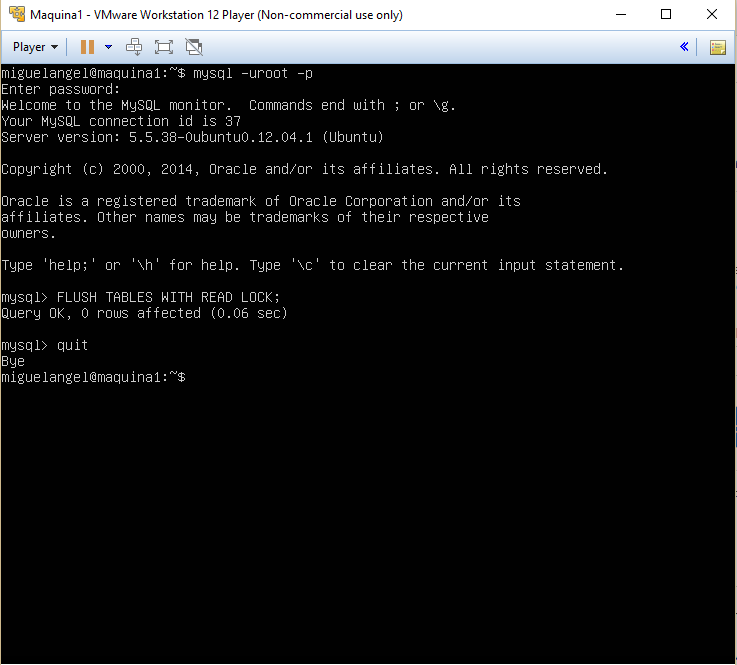 Maquina1 - VMware Workstation 12 Player (Non-commercial use only)
Player
miguelangel@maquina1:~$ mysql -uroot -p
Enter password:
Welcome to the MySQL monitor.  Commands end with ; or \g.
Your MySQL connection id is 37
Server version: 5.5.38-0ubuntu0.12.04.1 (Ubuntu)
Copyright (c) 2000, 2014, Oracle and/or its affiliates. All rights reserved.
Oracle is a registered trademark of Oracle Corporation and/or its
affiliates. Other names may be trademarks of their respective
owners.
Type 'help;' or '\h' for help. Type '\c' to clear the current input statement.
mysql> FLUSH TABLES WITH READ LOCK;
Query OK, 0 rows affected (0.06 sec)
mysql> quit
Bye
miguelangel@maquina1:~$